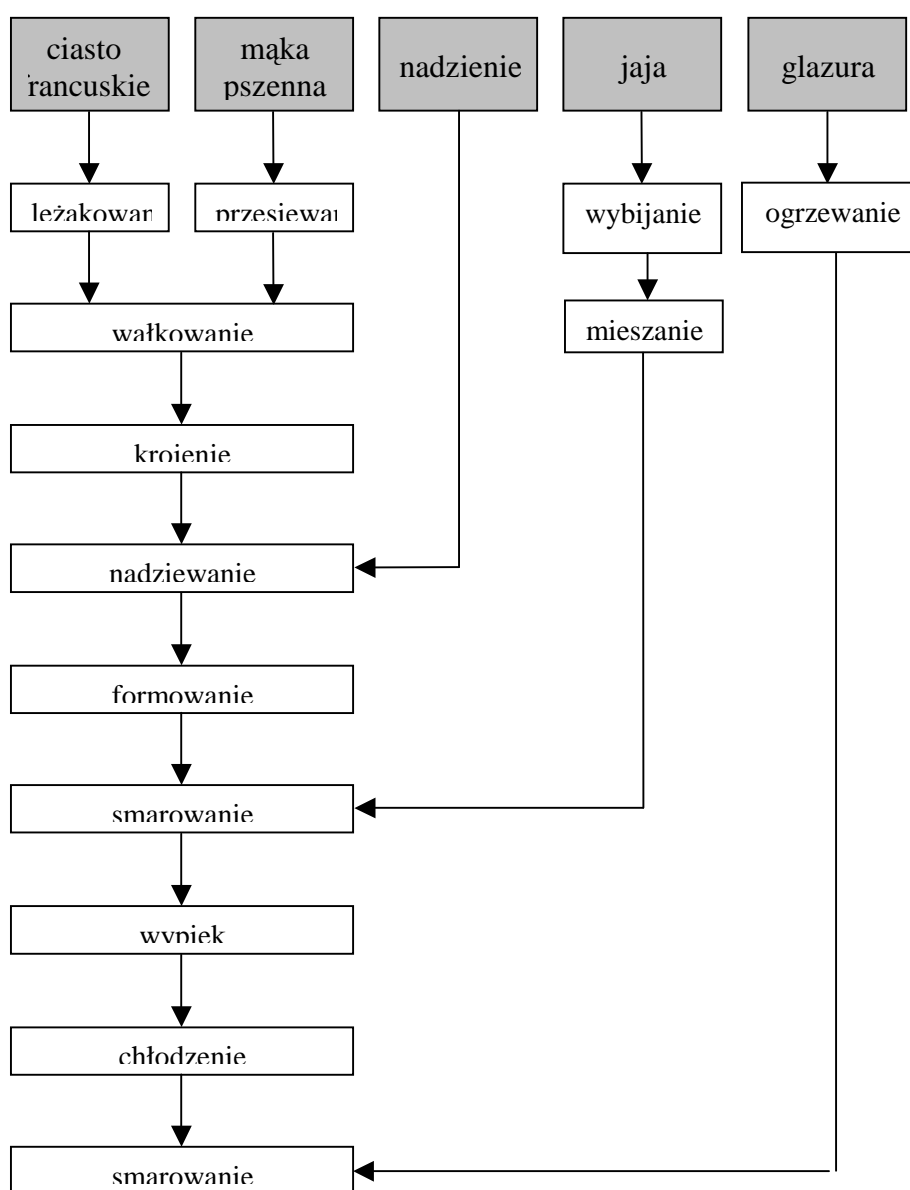 ciasto
francuskie
mąka
pszenna
nadzienie
jaja
glazura
leżakowan
przesiewa
wybijanie
ogrzewanie
wałkowanie
mieszanie
krojenie
nadziewanie
formowanie
smarowanie
wypiek
chłodzenie
smarowanie